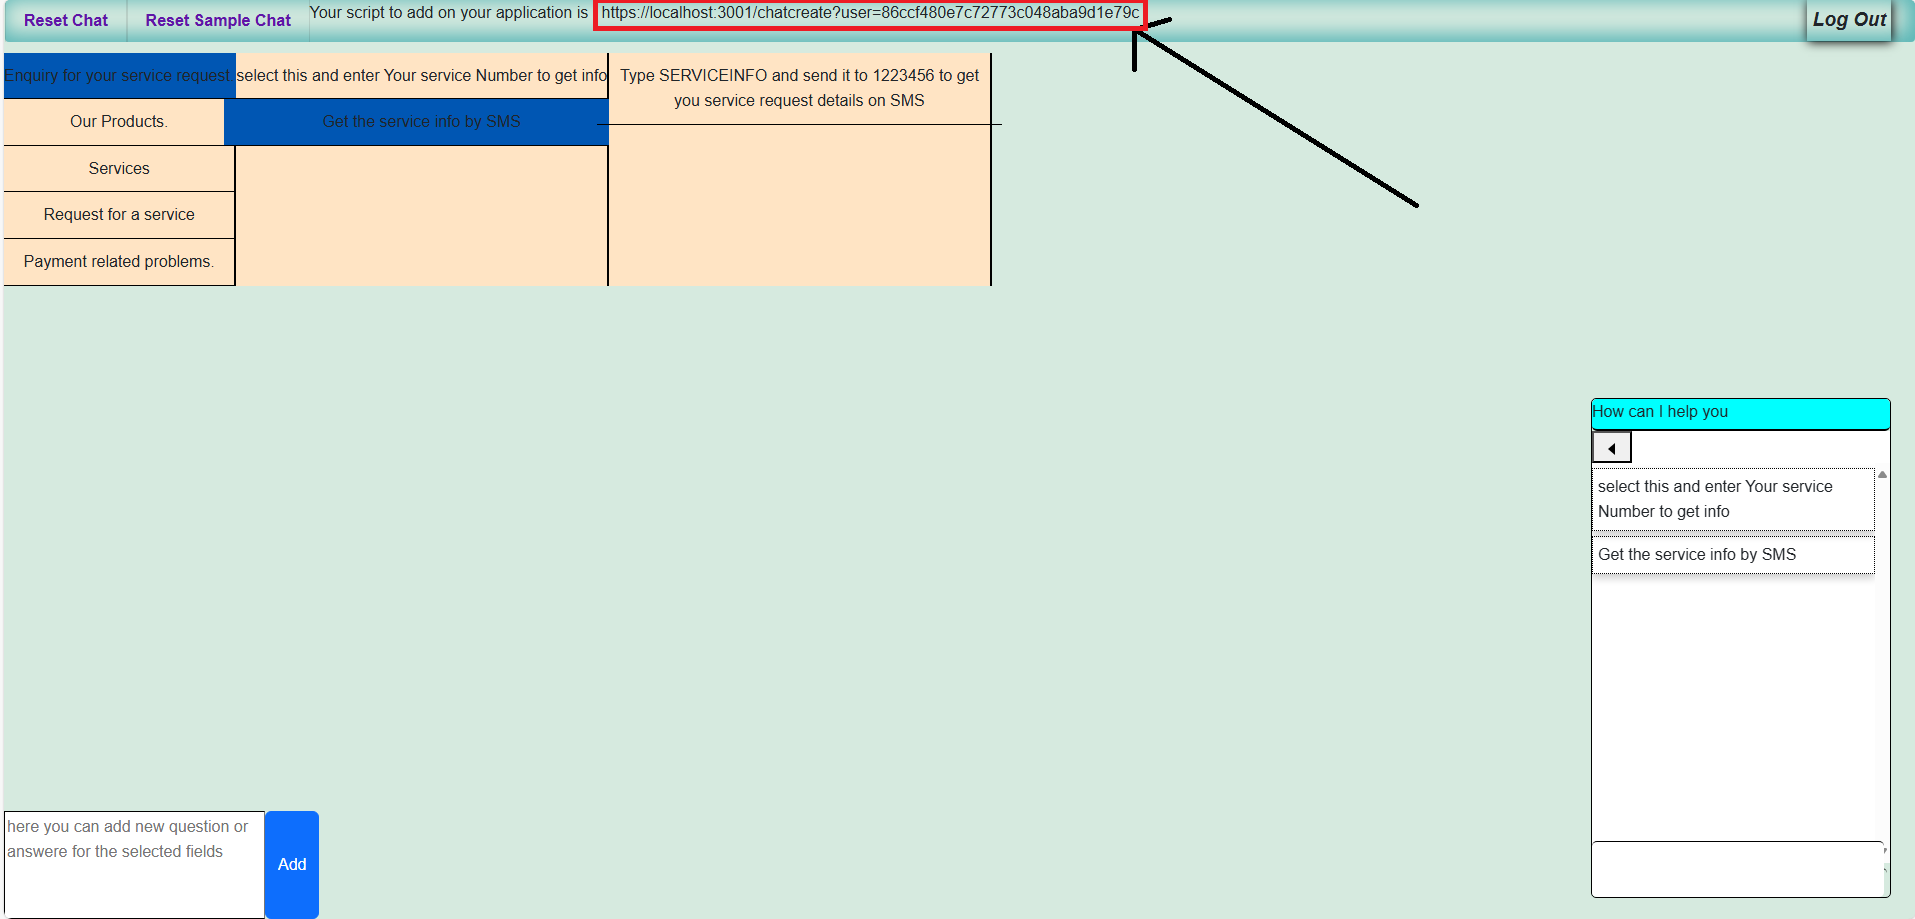 Reset Chat
Reset Sample Chat
Your script to add on your application is https://localhost:3001/chatcreate?user=86ccf480e7c72773c048aba9d1e79c
Log Out
Enquiry for your service request.
select this and enter Your service Number to get info
Type SERVICEINFO and send it to 1223456 to get
you service request details on SMS
Our Products.
Get the service info by SMS
Services
Request for a service
Payment related problems.
How can I help you
select this and enter Your service
Number to get info
Get the service info by SMS
here you can add new question or
answere for the selected fields
Add